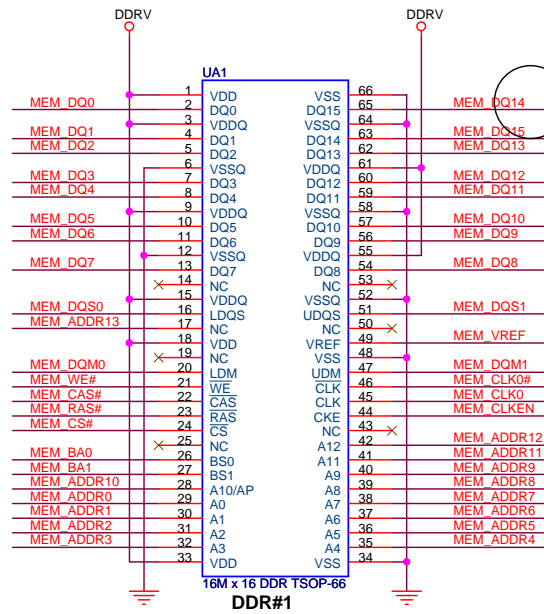 DDRV DDRV
UA1
1 VDD VSS 66
MEM_DQ0 2 DQ0 DQ15 65 MEM_DQ14
3 VDDQ VSSQ 64
MEM_DQ1 4 DQ1 DQ14 63 MEM_DQ15
MEM_DQ2 5 DQ2 DQ13 62 MEM_DQ13
6 VSSQ VDDQ 61
MEM_DQ3 7 DQ3 DQ12 60 MEM_DQ12
MEM_DQ4 8 DQ4 DQ11 59 MEM_DQ11
9 VDDQ VSSQ 58
MEM_DQ5 10 DQ5 DQ10 57 MEM_DQ10
MEM_DQ6 11 DQ6 DQ9 56 MEM_DQ9
12 VSSQ VDDQ 55
MEM_DQ7 13 DQ7 DQ8 54 MEM_DQ8
14 NC NC 53
15 VDDQ VSSQ 52
MEM_DQS0 16 LDQS UDQS 51 MEM_DQS1
MEM_ADDR13 17 NC NC 50
18 VDD VREF 49 MEM_VREF
19 NC VSS 48
MEM_DQM0 20 LDM UDM 47 MEM_DQM1
MEM_WE# 21 WE CLK 46 MEM_CLK0#
MEM_CAS# 22 CAS CLK 45 MEM_CLK0
MEM_RAS# 23 RAS CKE 44 MEM_CLKEN
MEM_CS# 24 CS NC 43
25 NC A12 42 MEM_ADDR12
MEM_BA0 26 BS0 A11 41 MEM_ADDR11
MEM_BA1 27 BS1 A9 40 MEM_ADDR9
MEM_ADDR10 28 A10/AP A8 39 MEM_ADDR8
MEM_ADDR0 29 A0 A7 38 MEM_ADDR7
MEM_ADDR1 30 A1 A6 37 MEM_ADDR6
MEM_ADDR2 31 A2 A5 36 MEM_ADDR5
MEM_ADDR3 32 A3 A4 35 MEM_ADDR4
33 VDD VSS 34
16M x 16 DDR TSOP-66
DDR#1